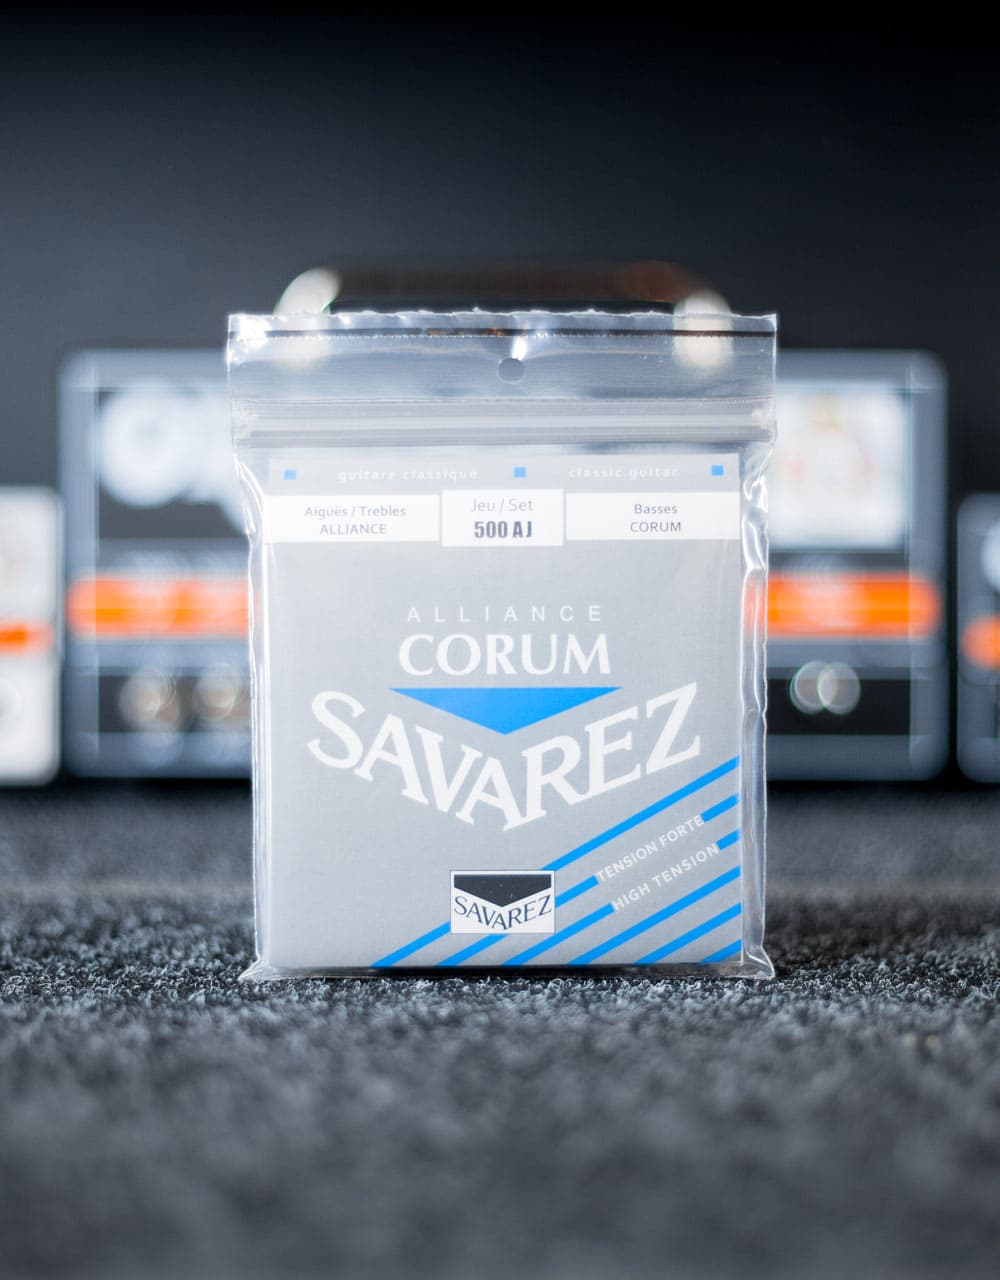 guitare classique classic guitar
Aiguës / Trebles
ALLIANCE
Jeu / Set
500 AJ
Basses
CORUM
ALLIANCE
CORUM
SAVAREZ
TENSION FORTE
HIGH TENSION
SAVAREZ